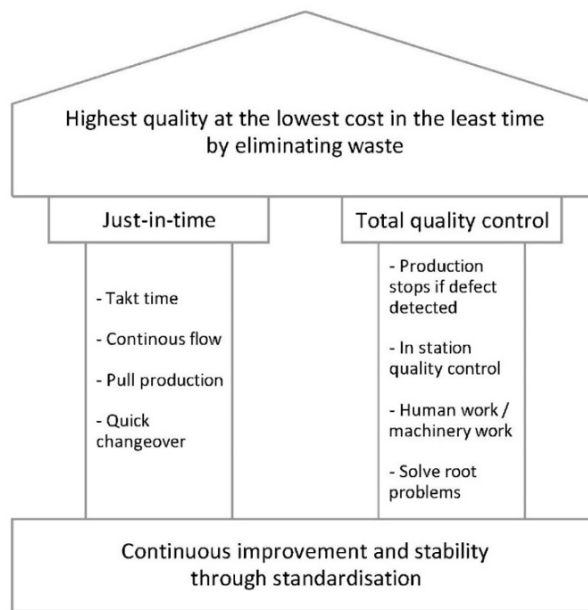 Highest quality at the lowest cost in the least time
by eliminating waste
Just-in-time
Total quality control
- Takt time
- Continous flow
- Pull production
- Quick
changeover
- Production
stops if defect
detected
- In station
quality control
- Human work /
machinery work
- Solve root
problems
Continuous improvement and stability
through standardisation